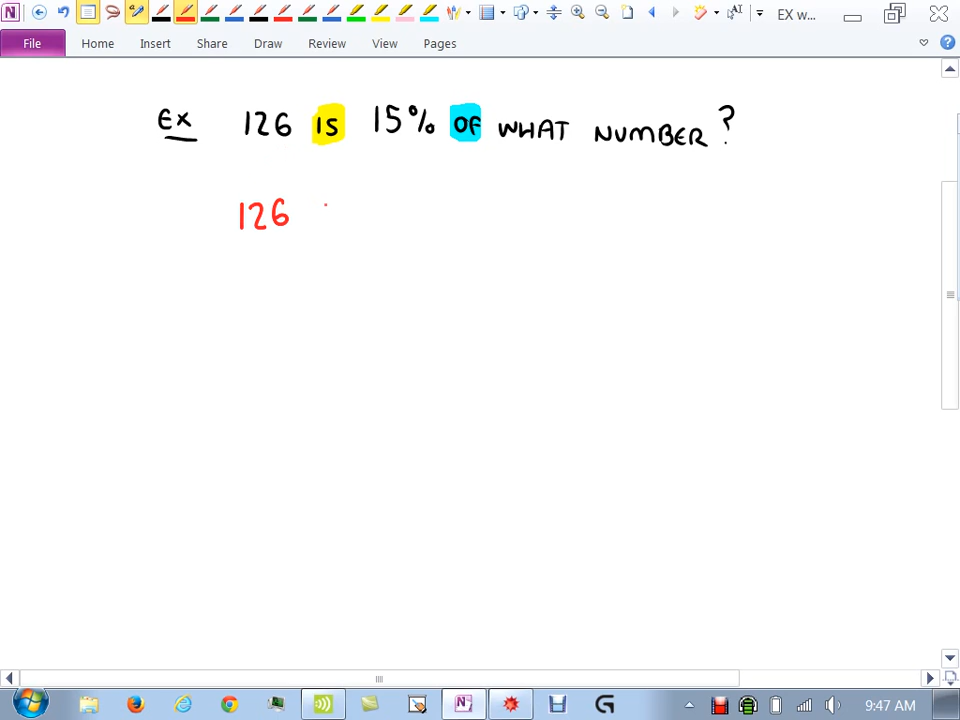 EX w...
File Home Insert Share Draw Review View Pages
EX 126 IS 15% OF WHAT NUMBER?
126
9:47 AM